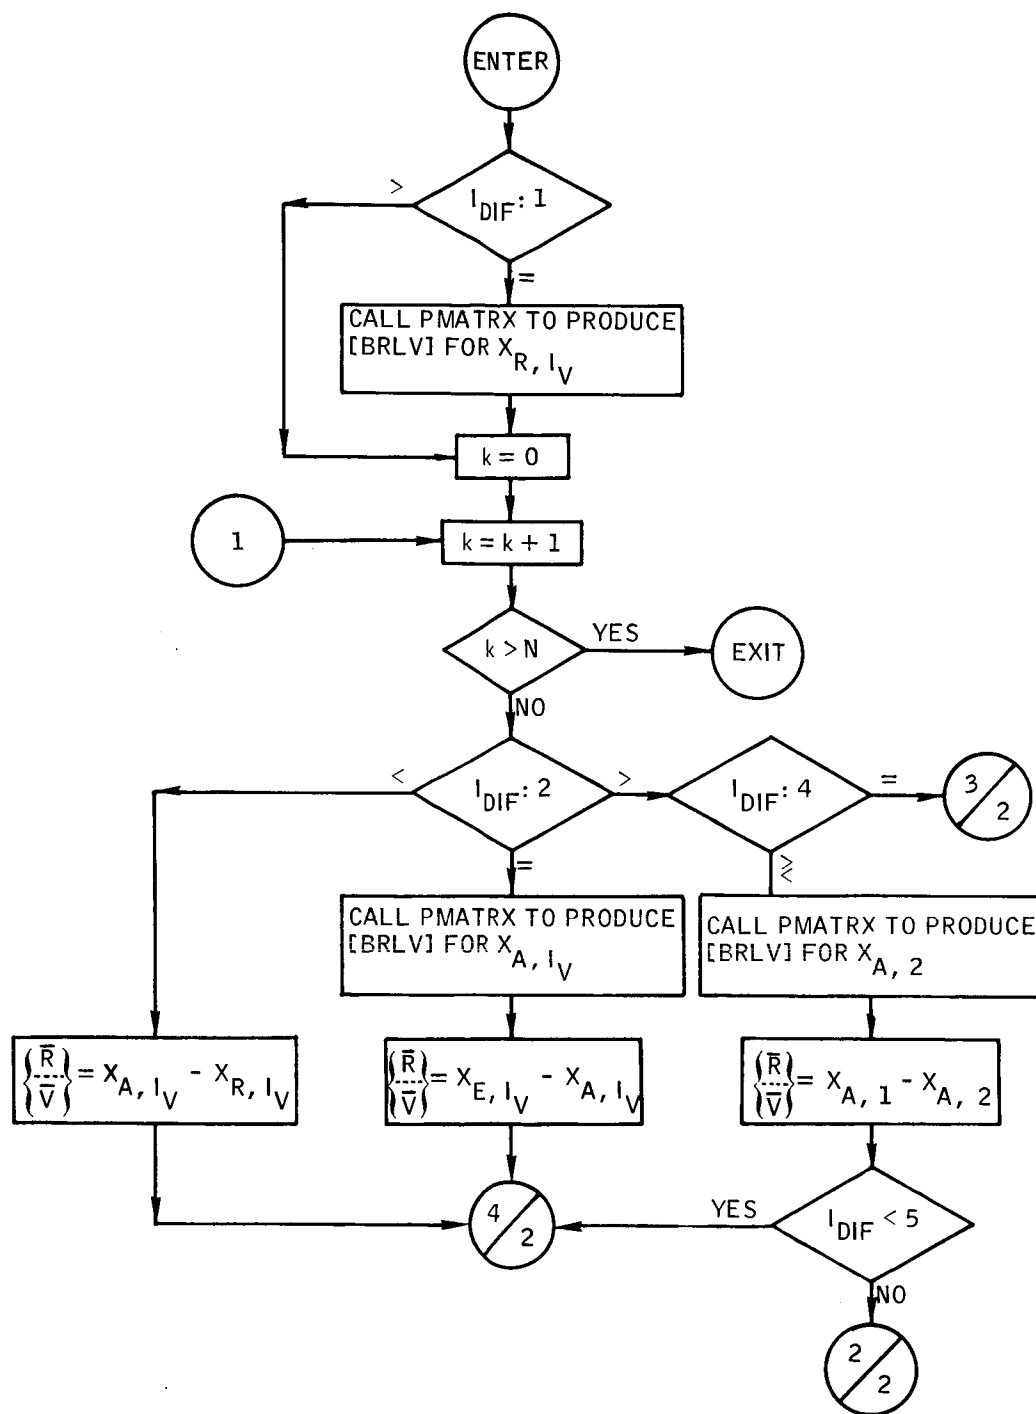 ENTER
>
I_DIF : 1
=
CALL PMATRX TO PRODUCE
[BRLV] FOR X_R, I_V
k = 0
1
k = k + 1
k > N
YES
EXIT
NO
<
I_DIF : 2
>
I_DIF : 4
=
3/2
=
≷
CALL PMATRX TO PRODUCE
[BRLV] FOR X_A, I_V
CALL PMATRX TO PRODUCE
[BRLV] FOR X_A, 2
{R̅/V̅} = X_A, I_V - X_R, I_V
{R̅/V̅} = X_E, I_V - X_A, I_V
{R̅/V̅} = X_A, 1 - X_A, 2
4/2
YES
I_DIF < 5
NO
2/2